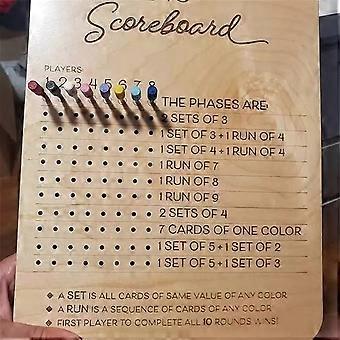 Scoreboard
PLAYERS
1 2 3 4 5 6 7 8
THE PHASES ARE
2 SETS OF 3
1 SET OF 3 + 1 RUN OF 4
1 SET OF 4 + 1 RUN OF 4
1 RUN OF 7
1 RUN OF 8
1 RUN OF 9
2 SETS OF 4
7 CARDS OF ONE COLOR
1 SET OF 5 + 1 SET OF 2
1 SET OF 5 + 1 SET OF 3
A SET IS ALL CARDS OF SAME VALUE OF ANY COLOR
A RUN IS A SEQUENCE OF CARDS OF ANY COLOR
FIRST PLAYER TO COMPLETE ALL 10 ROUNDS WINS!